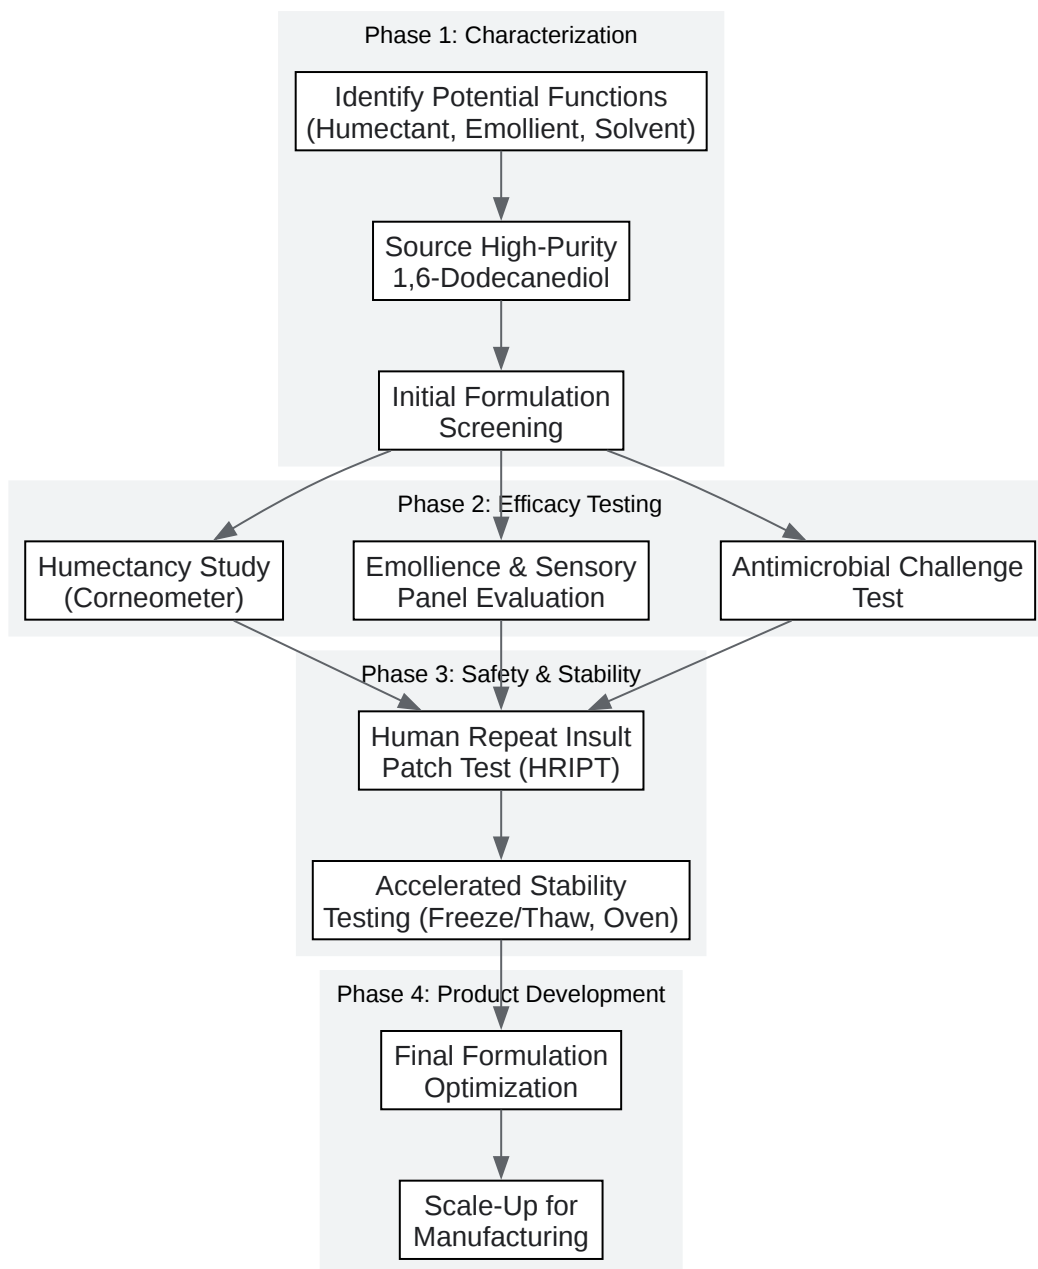 Phase 1: Characterization
Identify Potential Functions
(Humectant, Emollient, Solvent)
Source High-Purity
1,6-Dodecanediol
Initial Formulation
Screening
Phase 2: Efficacy Testing
Humectancy Study
(Corneometer)
Emollience & Sensory
Panel Evaluation
Antimicrobial Challenge
Test
Phase 3: Safety & Stability
Human Repeat Insult
Patch Test (HRIPT)
Accelerated Stability
Testing (Freeze/Thaw, Oven)
Phase 4: Product Development
Final Formulation
Optimization
Scale-Up for
Manufacturing